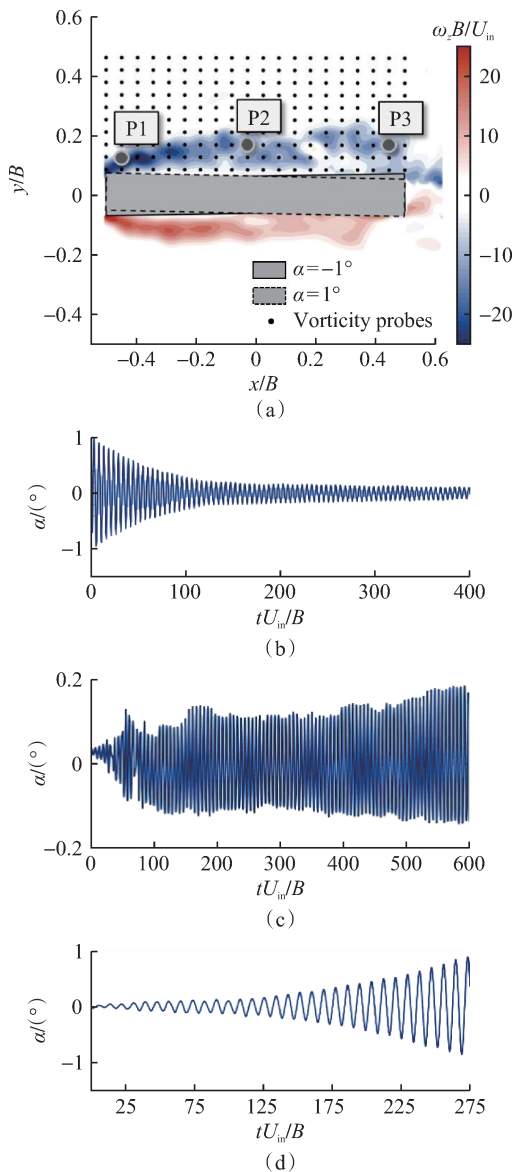 ω_zB/U_in
0.6
0.4
0.2
0
−0.2
−0.4
y/B
P1
P2
P3
20
10
0
−10
−20
α=−1°
α=1°
Vorticity probes
−0.4
−0.2
0
0.2
0.4
0.6
x/B
(a)
1
0
−1
α/(°)
0
100
200
300
400
tU_in/B
(b)
0.2
0
−0.2
α/(°)
0
100
200
300
400
500
600
tU_in/B
(c)
1
0
−1
α/(°)
25
75
125
175
225
275
tU_in/B
(d)